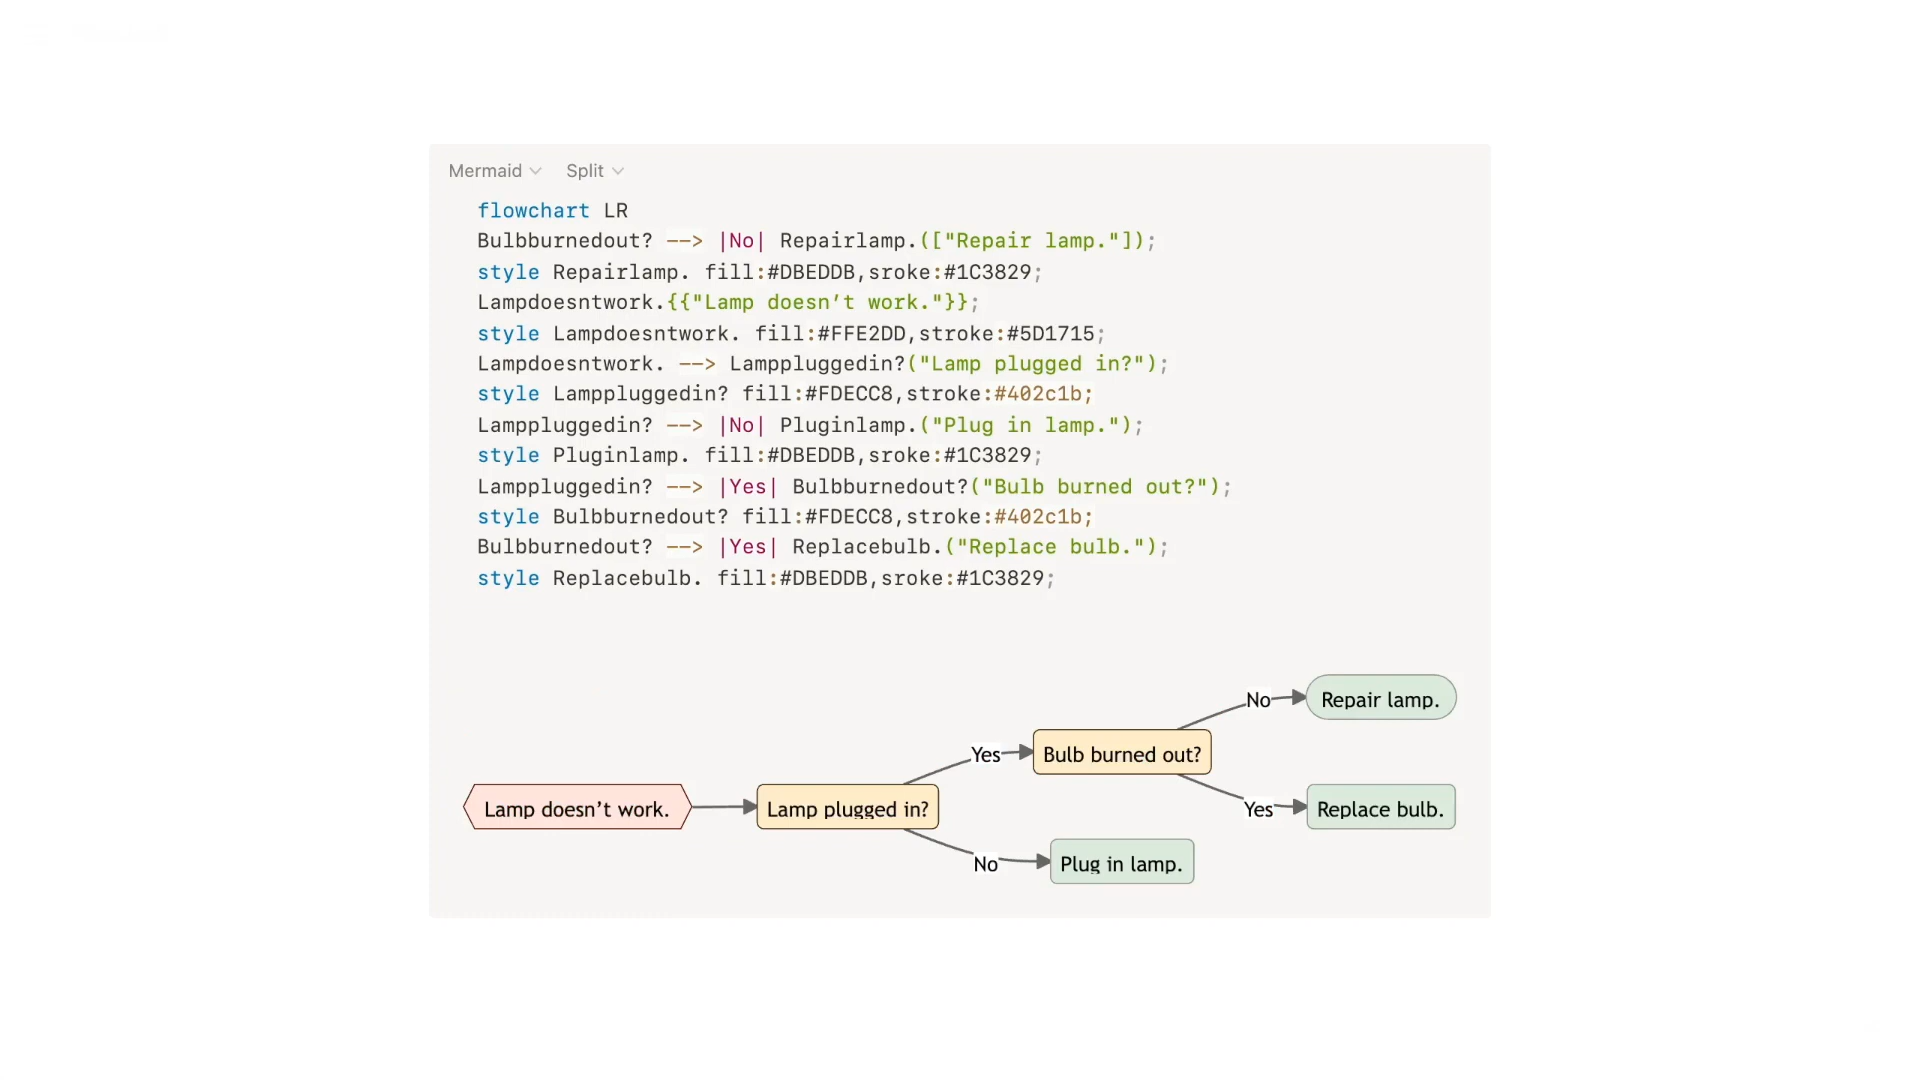 Mermaid Split
flowchart LR
Bulbburnedout? --> |No| Repairlamp.(["Repair lamp."]);
style Repairlamp. fill:#DBEDDB,sroke:#1C3829;
Lampdoesntwork.{{"Lamp doesn’t work."}};
style Lampdoesntwork. fill:#FFE2DD,stroke:#5D1715;
Lampdoesntwork. --> Lamppluggedin?("Lamp plugged in?");
style Lamppluggedin? fill:#FDECC8,stroke:#402c1b;
Lamppluggedin? --> |No| Pluginlamp.("Plug in lamp.");
style Pluginlamp. fill:#DBEDDB,sroke:#1C3829;
Lamppluggedin? --> |Yes| Bulbburnedout?("Bulb burned out?");
style Bulbburnedout? fill:#FDECC8,stroke:#402c1b;
Bulbburnedout? --> |Yes| Replacebulb.("Replace bulb.");
style Replacebulb. fill:#DBEDDB,sroke:#1C3829;
No Repair lamp.
Yes Bulb burned out?
Lamp doesn’t work. Lamp plugged in? Yes Replace bulb.
No Plug in lamp.